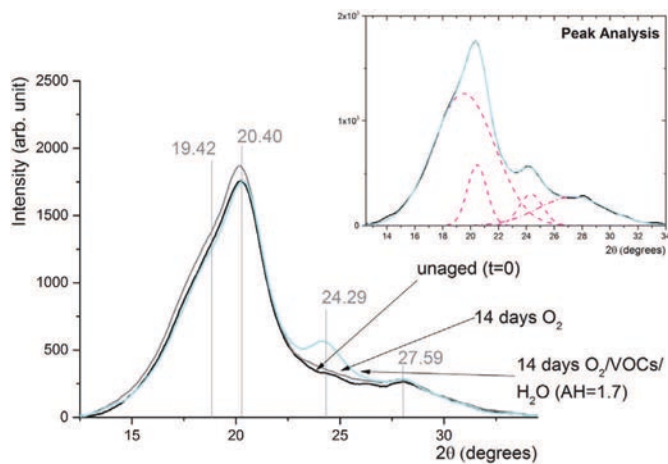 2x10³
Peak Analysis
1x10³
0
14 16 18 20 22 24 26 28 30 32 34
2θ (degrees)
Intensity (arb. unit)
2500
2000
1500
1000
500
0
19.42
20.40
24.29
27.59
unaged (t=0)
14 days O₂
14 days O₂/VOCs/
H₂O (AH=1.7)
15 20 25 30
2θ (degrees)